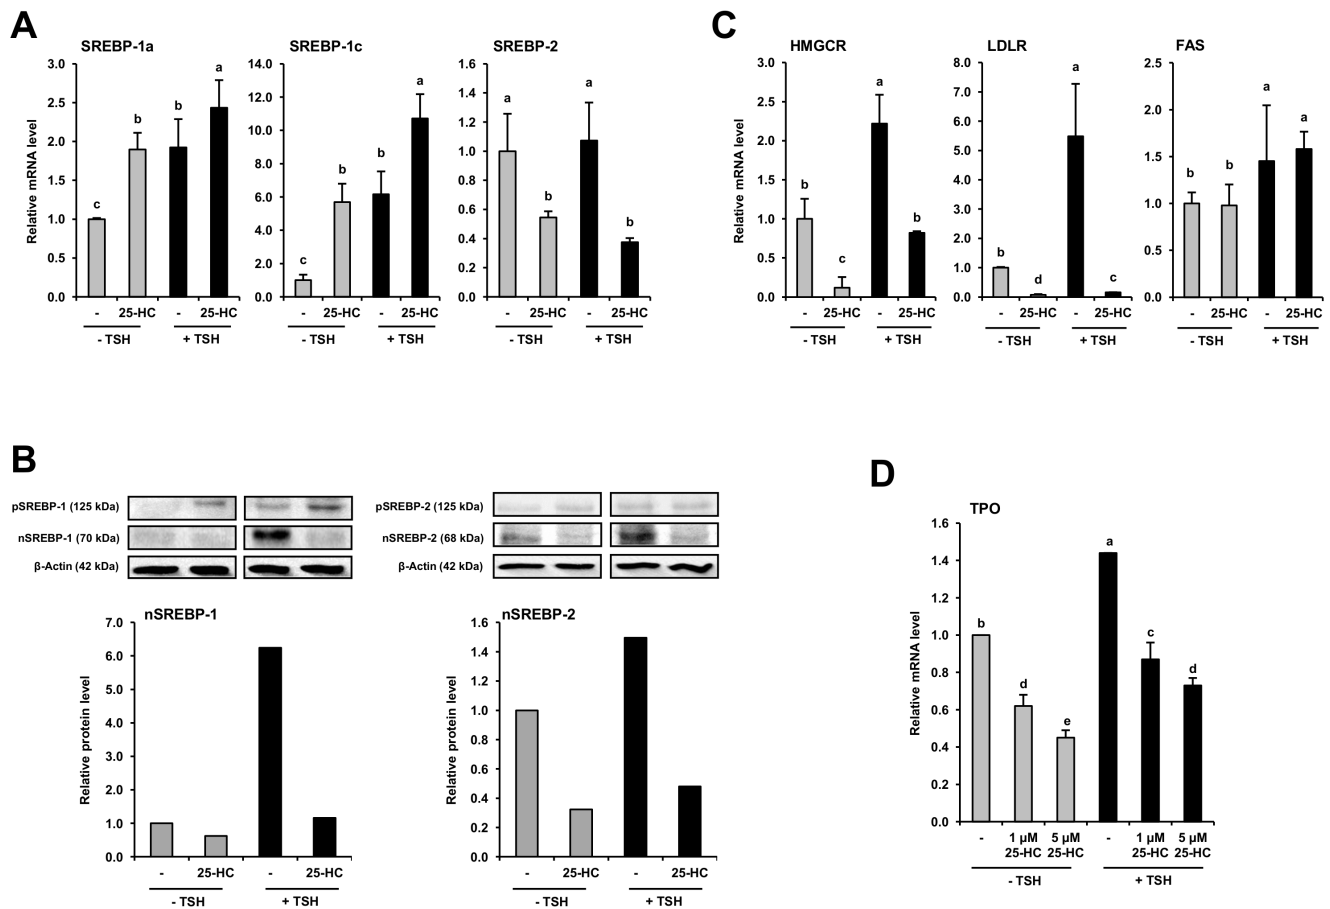 A
SREBP-1a
SREBP-1c
SREBP-2
Relative mRNA level
3.0
2.5
2.0
1.5
1.0
0.5
0.0
c
b
b
a
- 25-HC - 25-HC
- TSH + TSH
14.0
12.0
10.0
8.0
6.0
4.0
2.0
0.0
c
b
b
a
- 25-HC - 25-HC
- TSH + TSH
1.6
1.4
1.2
1.0
0.8
0.6
0.4
0.2
0.0
a
b
a
b
- 25-HC - 25-HC
- TSH + TSH
C
HMGCR
LDLR
FAS
Relative mRNA level
3.0
2.5
2.0
1.5
1.0
0.5
0.0
b
c
a
b
- 25-HC - 25-HC
- TSH + TSH
8.0
7.0
6.0
5.0
4.0
3.0
2.0
1.0
0.0
b
d
a
c
- 25-HC - 25-HC
- TSH + TSH
2.5
2.0
1.5
1.0
0.5
0.0
b
b
a
a
- 25-HC - 25-HC
- TSH + TSH
B
pSREBP-1 (125 kDa)
nSREBP-1 (70 kDa)
β-Actin (42 kDa)
pSREBP-2 (125 kDa)
nSREBP-2 (68 kDa)
β-Actin (42 kDa)
nSREBP-1
Relative protein level
7.0
6.0
5.0
4.0
3.0
2.0
1.0
0.0
- 25-HC - 25-HC
- TSH + TSH
nSREBP-2
Relative protein level
1.6
1.4
1.2
1.0
0.8
0.6
0.4
0.2
0.0
- 25-HC - 25-HC
- TSH + TSH
D
TPO
Relative mRNA level
1.6
1.4
1.2
1.0
0.8
0.6
0.4
0.2
0.0
b
d
e
a
c
d
- 1 µM 5 µM - 1 µM 5 µM
25-HC 25-HC 25-HC 25-HC
- TSH + TSH